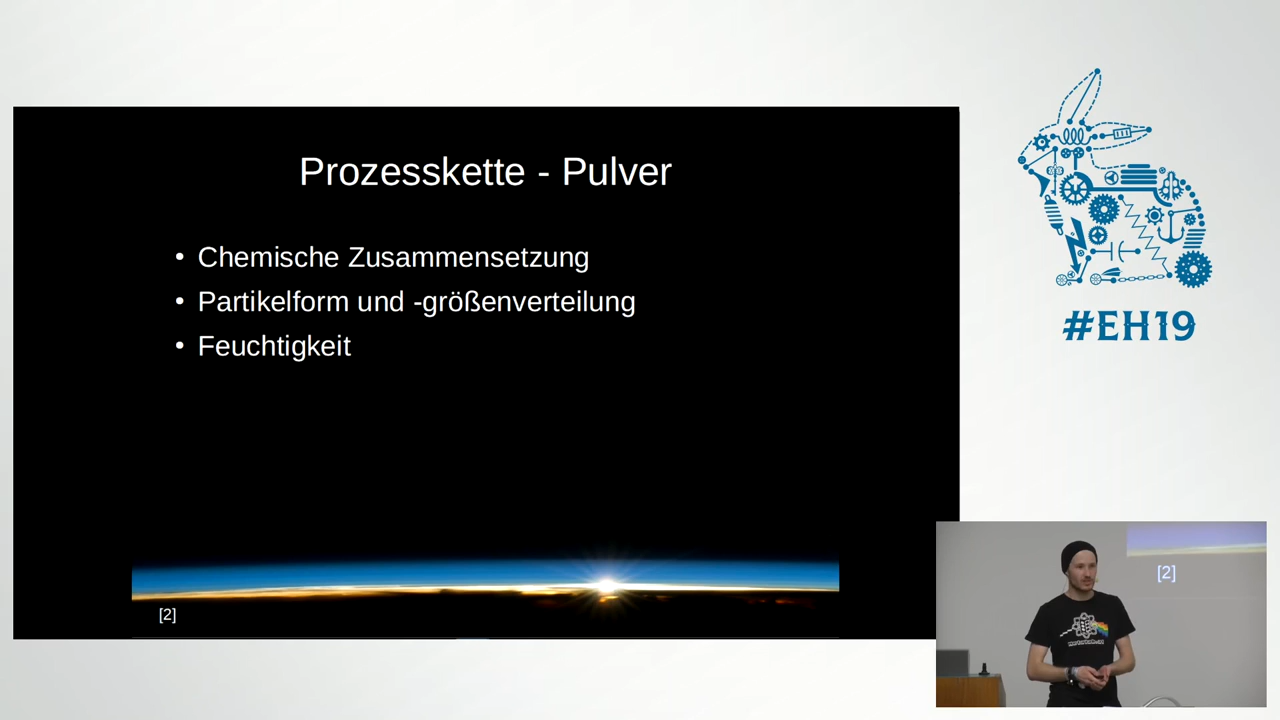 Prozesskette - Pulver
• Chemische Zusammensetzung
• Partikelform und -größenverteilung
• Feuchtigkeit
[2]
#EH19
[2]